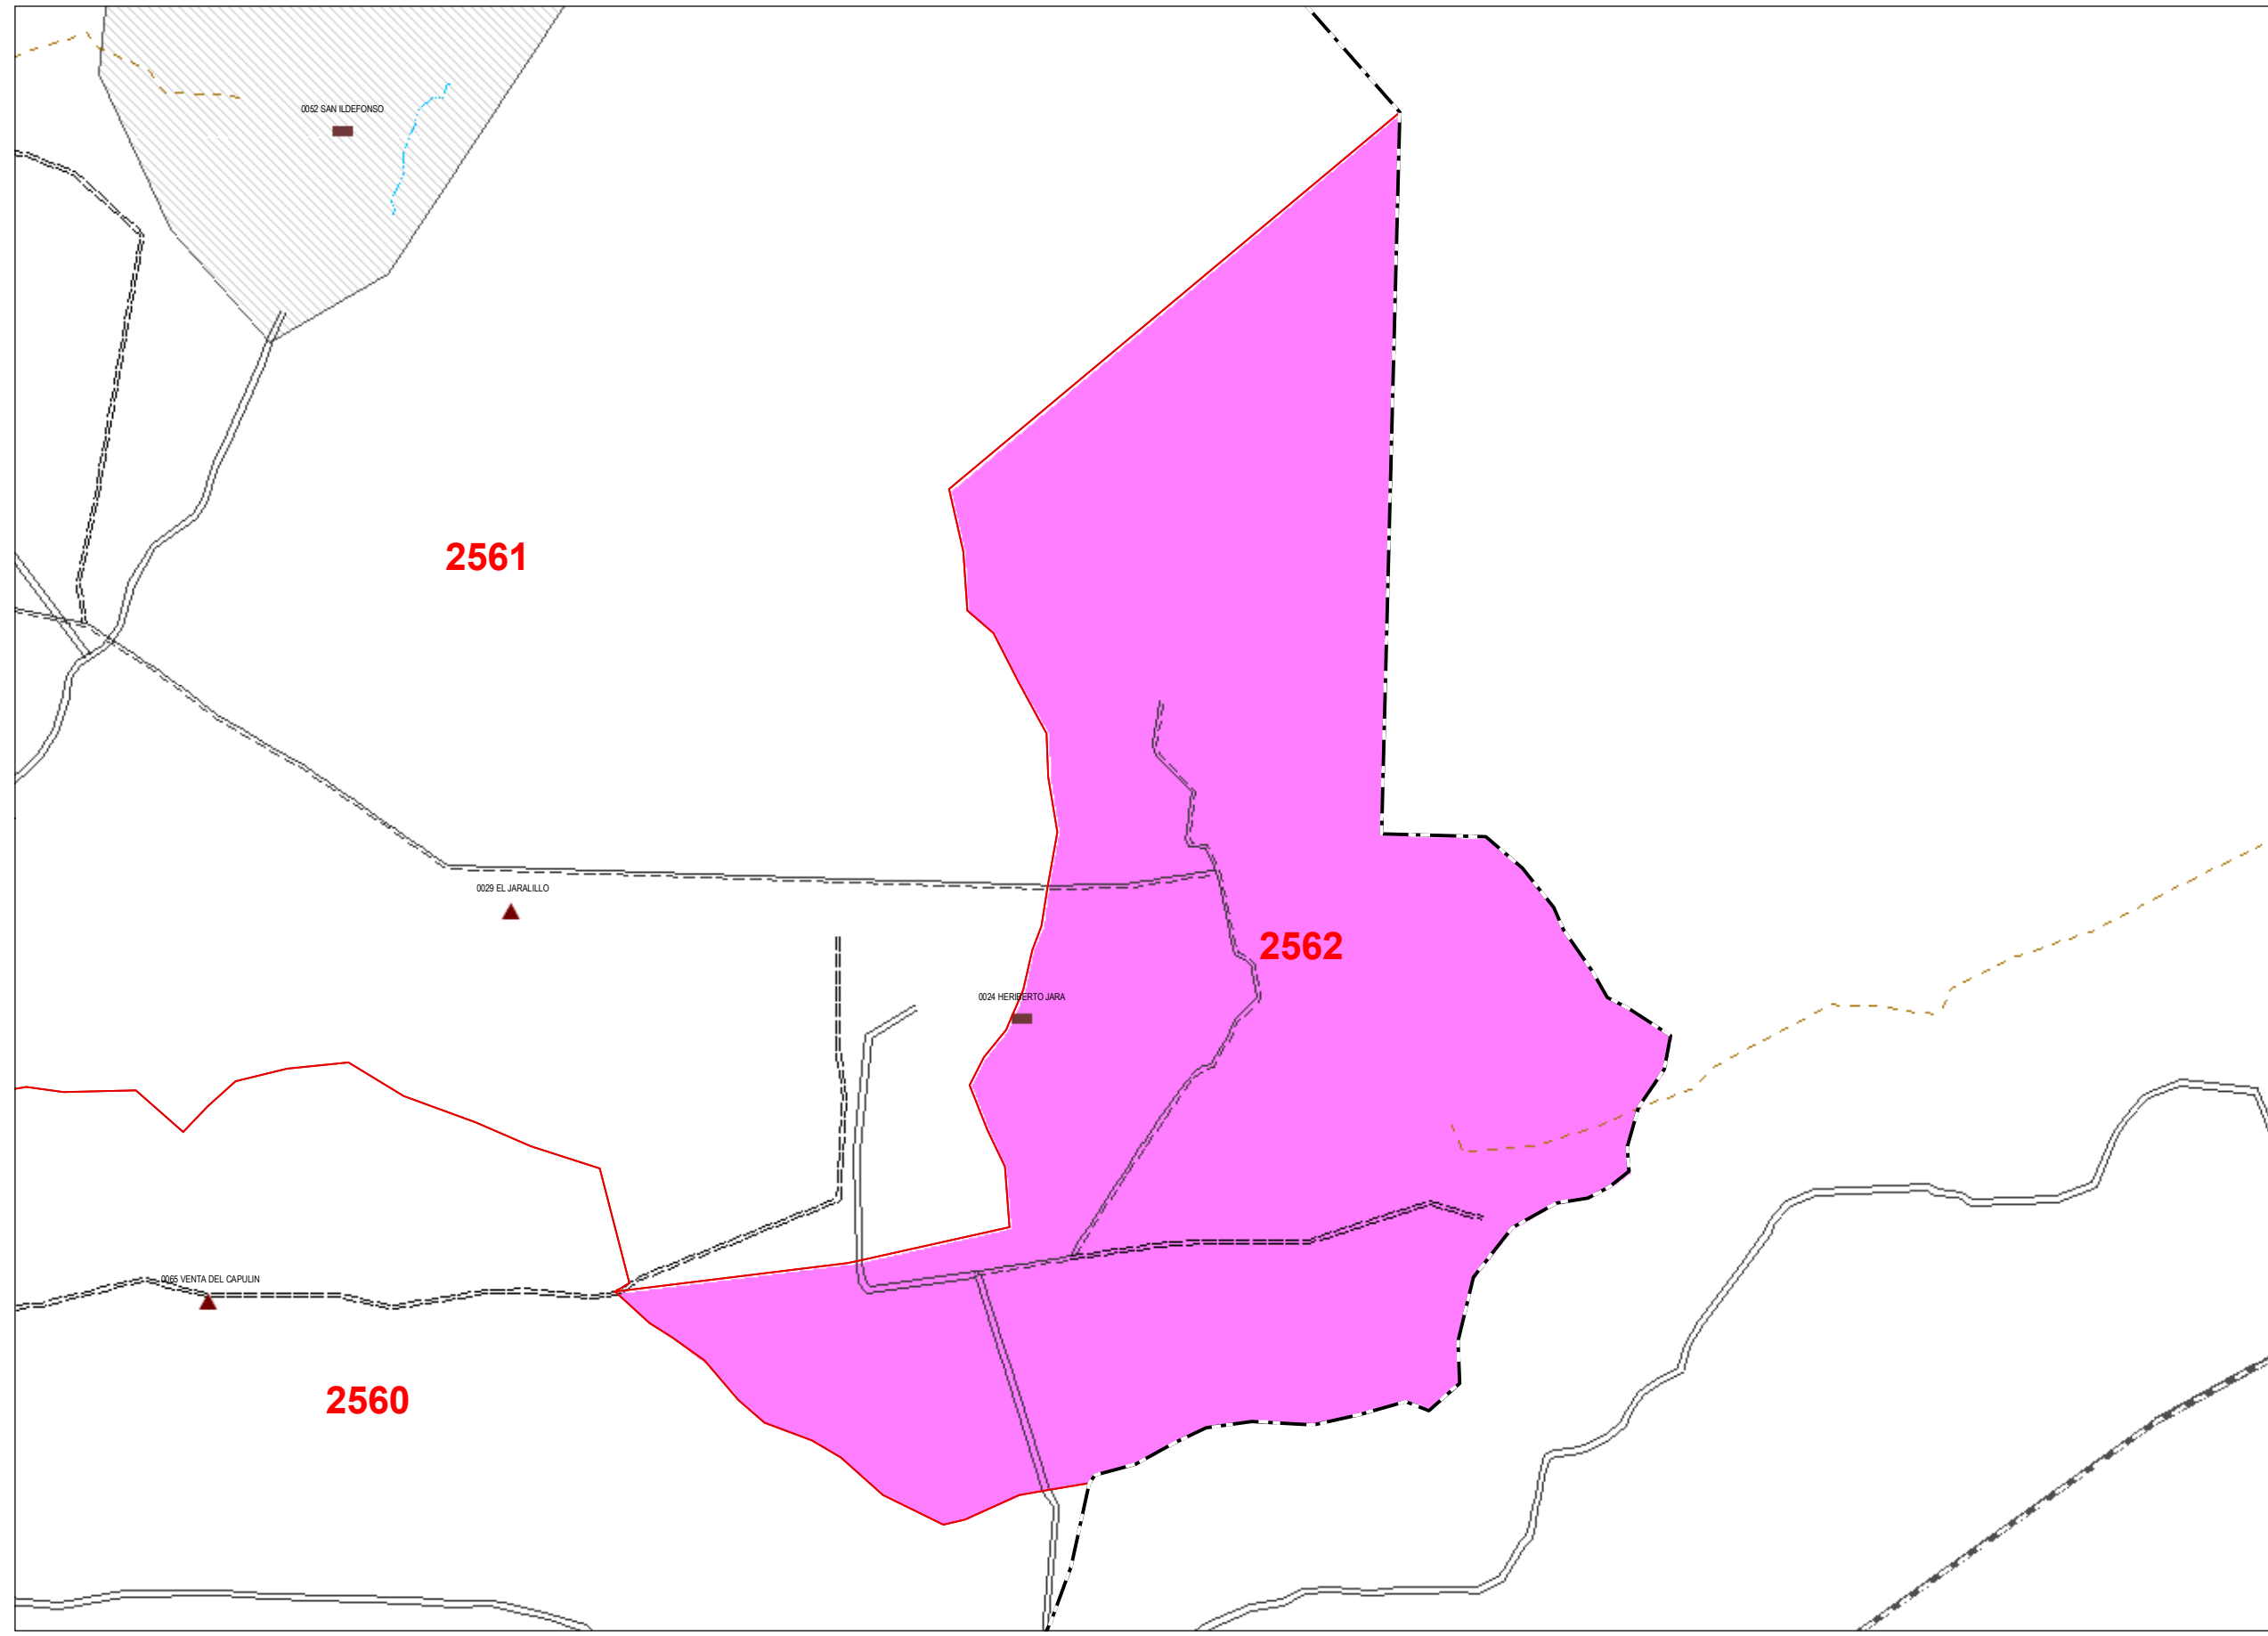 0052 SAN ILDEFONSO
2561
0029 EL JARALILLO
2562
0024 HERIBERTO JARA
0065 VENTA DEL CAPULIN
2560